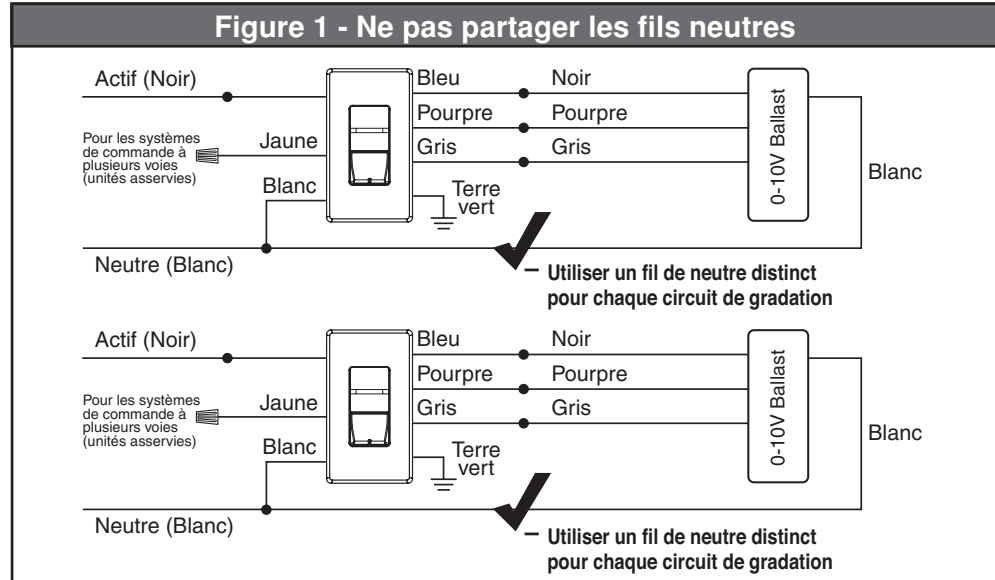 Figure 1 - Ne pas partager les fils neutres
Actif (Noir)
Bleu
Noir
Pourpre
Pourpre
Pour les systèmes
de commande à
plusieurs voies
(unités asservies)
Jaune
Gris
Gris
0-10V Ballast
Blanc
Blanc
Terre
vert
Neutre (Blanc)
– Utiliser un fil de neutre distinct
pour chaque circuit de gradation
Actif (Noir)
Bleu
Noir
Pourpre
Pourpre
Pour les systèmes
de commande à
plusieurs voies
(unités asservies)
Jaune
Gris
Gris
0-10V Ballast
Blanc
Blanc
Terre
vert
Neutre (Blanc)
– Utiliser un fil de neutre distinct
pour chaque circuit de gradation